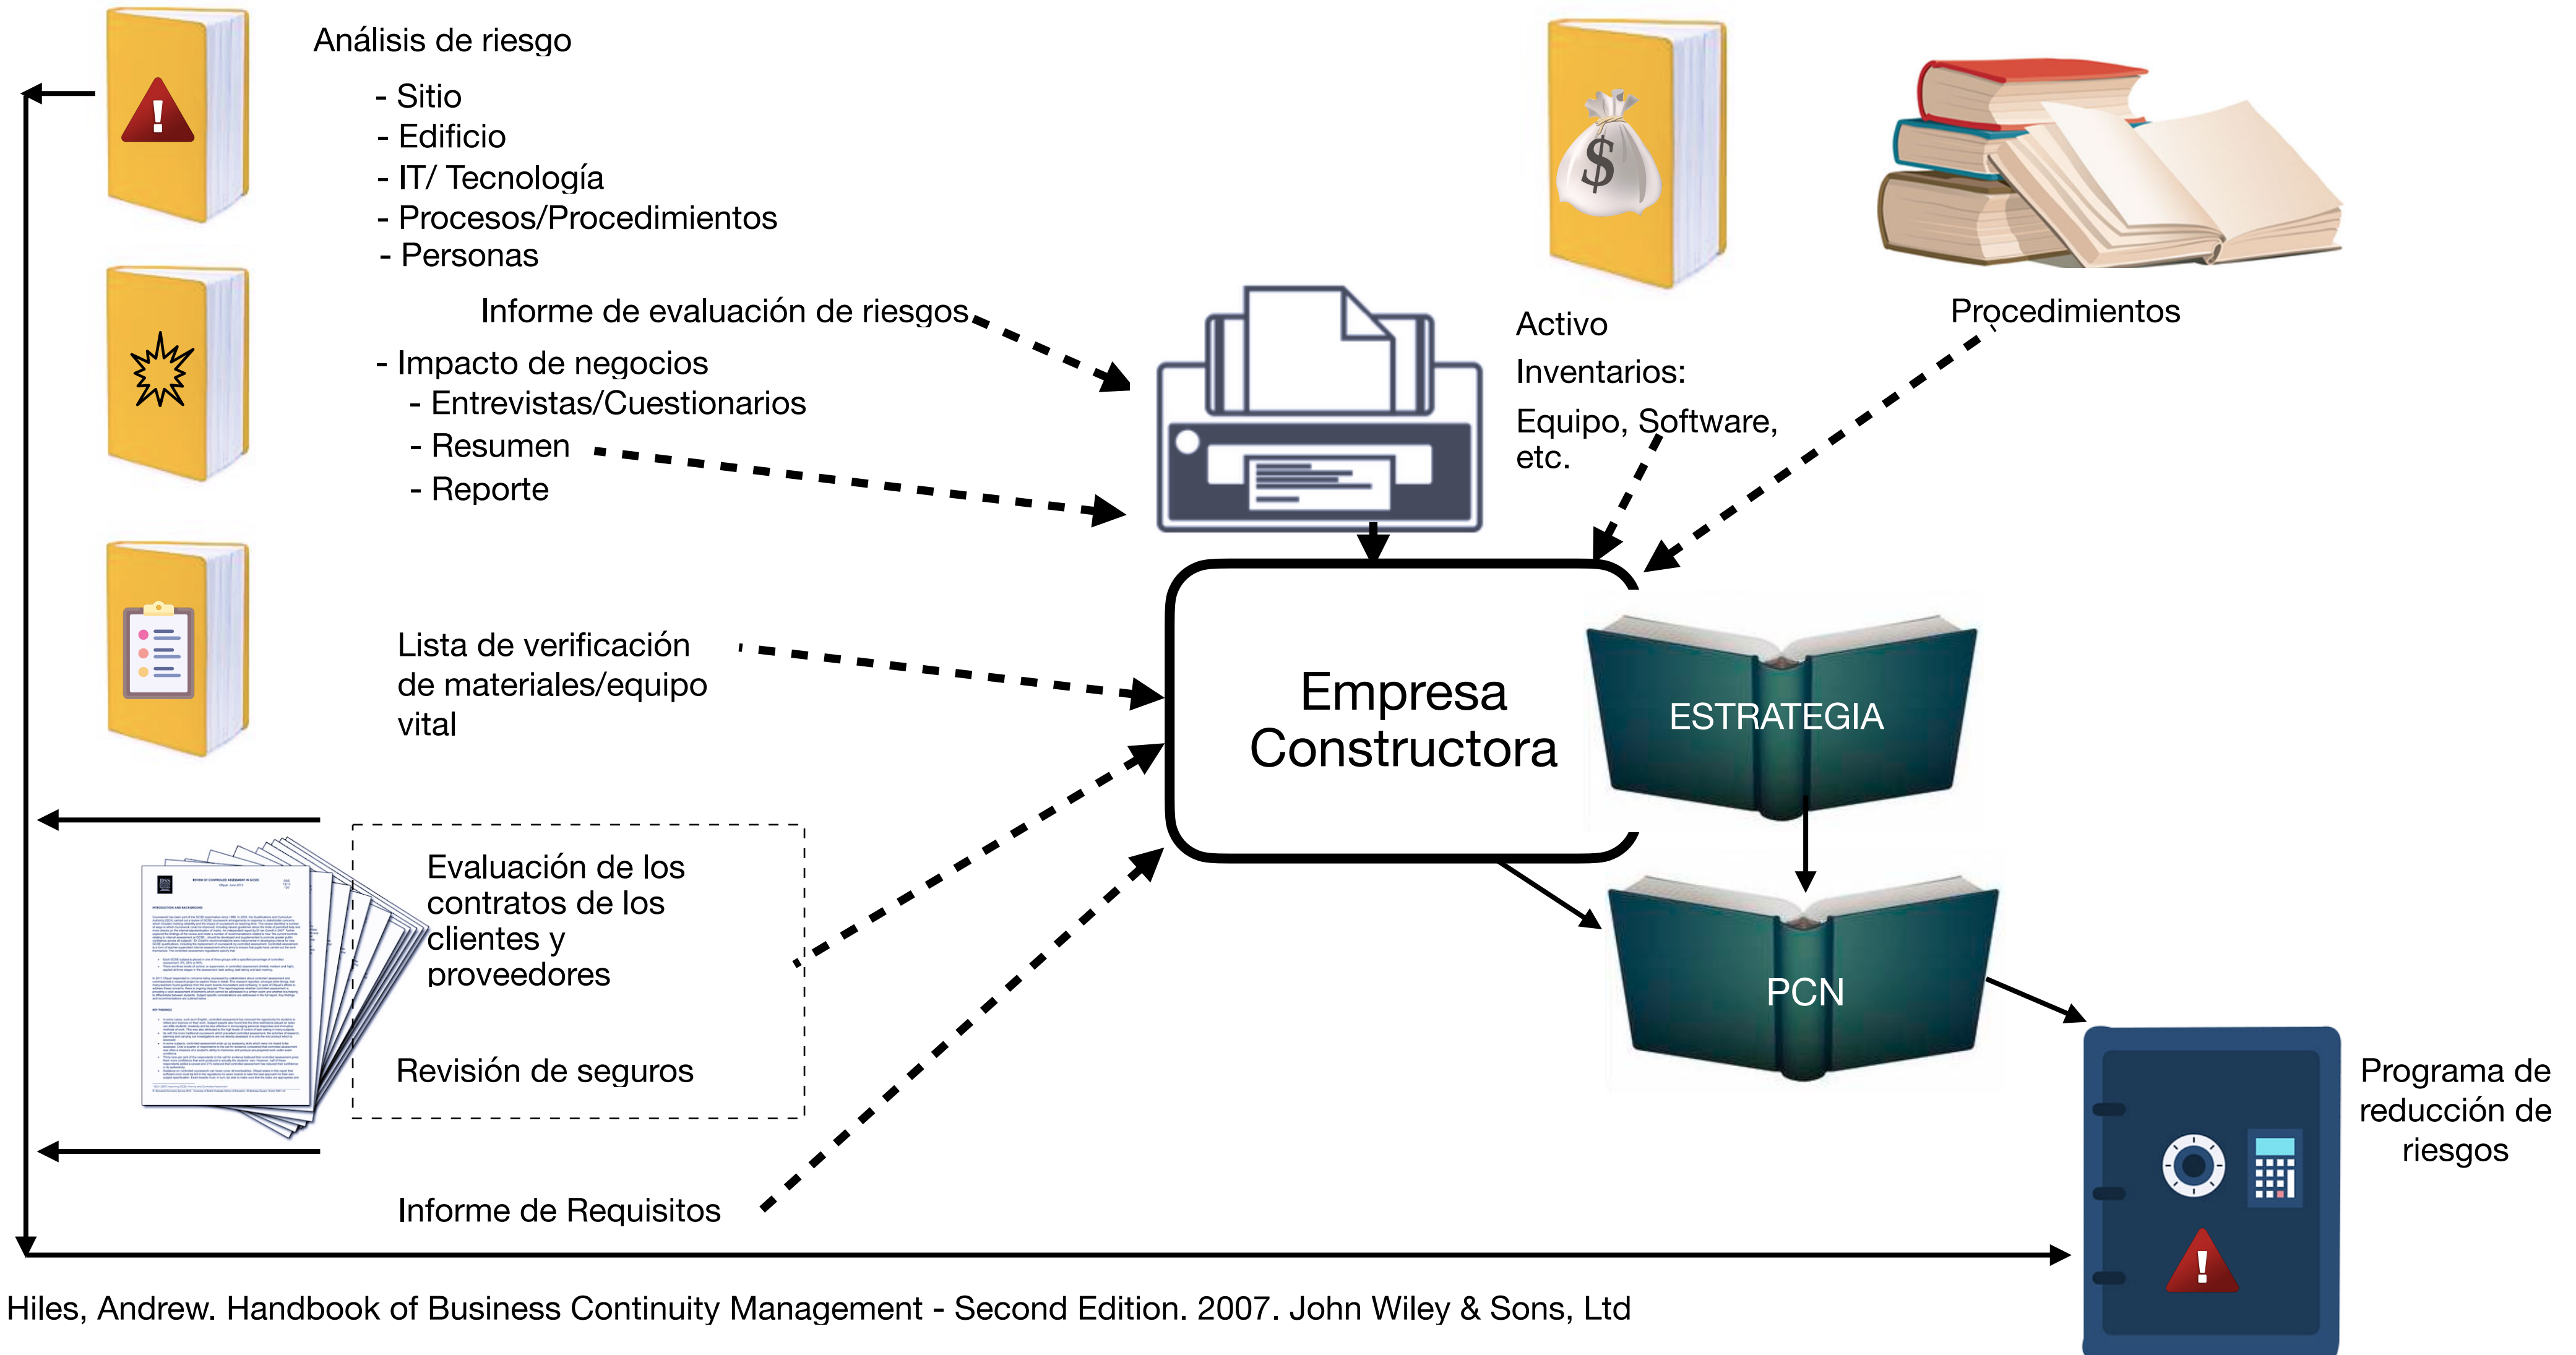 Análisis de riesgo
- Sitio
- Edificio
- IT/ Tecnología
- Procesos/Procedimientos
- Personas
Informe de evaluación de riesgos
- Impacto de negocios
- Entrevistas/Cuestionarios
- Resumen
- Reporte
$
Activo
Inventarios:
Equipo, Software,
etc.
Procedimientos
Lista de verificación
de materiales/equipo
vital
Empresa
Constructora
ESTRATEGIA
PCN
Evaluación de los
contratos de los
clientes y
proveedores
Revisión de seguros
Informe de Requisitos
Programa de
reducción de
riesgos
Hiles, Andrew. Handbook of Business Continuity Management - Second Edition. 2007. John Wiley & Sons, Ltd